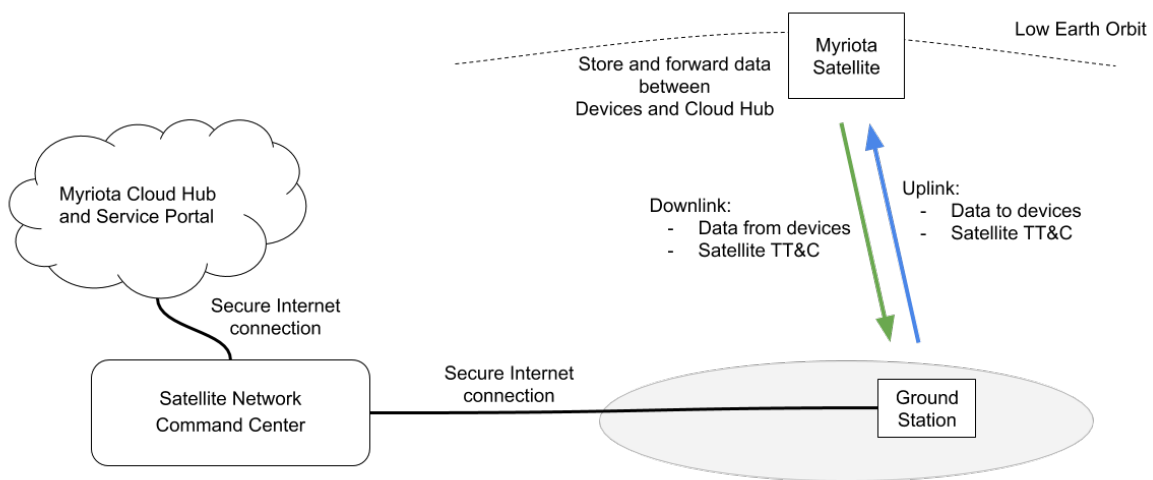 Low Earth Orbit
Myriota
Satellite
Store and forward data
between
Devices and Cloud Hub
Myriota Cloud Hub
and Service Portal
Downlink:
- Data from devices
- Satellite TT&C
Uplink:
- Data to devices
- Satellite TT&C
Secure Internet
connection
Satellite Network
Command Center
Secure Internet
connection
Ground
Station